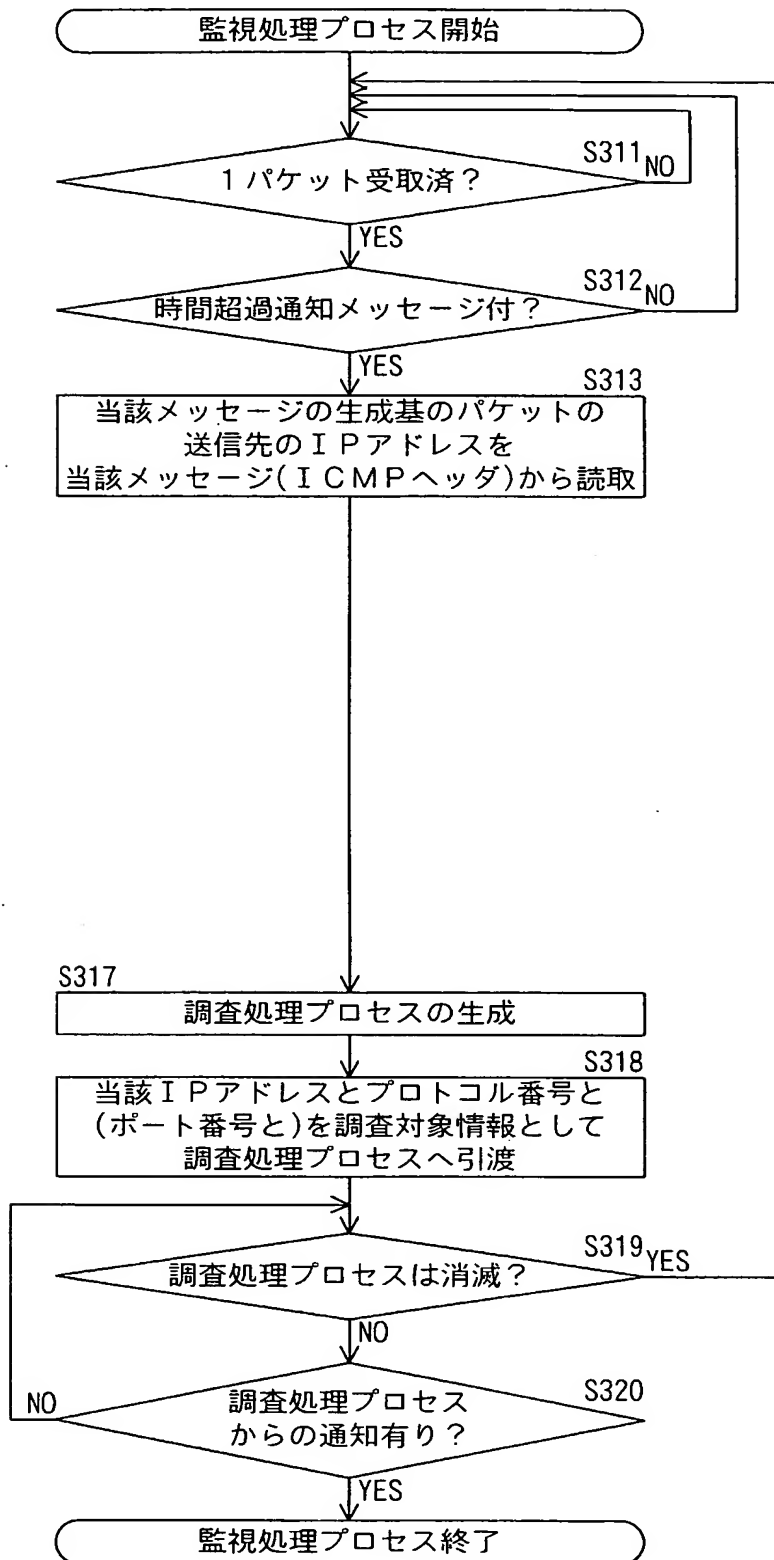 監視処理プロセス開始
S311
1パケット受取済?
NO
YES
S312
時間超過通知メッセージ付?
NO
YES
S313
当該メッセージの生成基のパケットの
送信先のIPアドレスを
当該メッセージ(ICMPヘッダ)から読取
S317
調査処理プロセスの生成
S318
当該IPアドレスとプロトコル番号と
(ポート番号と)を調査対象情報として
調査処理プロセスへ引渡
S319
調査処理プロセスは消滅?
YES
NO
S320
調査処理プロセス
からの通知有り?
NO
YES
監視処理プロセス終了